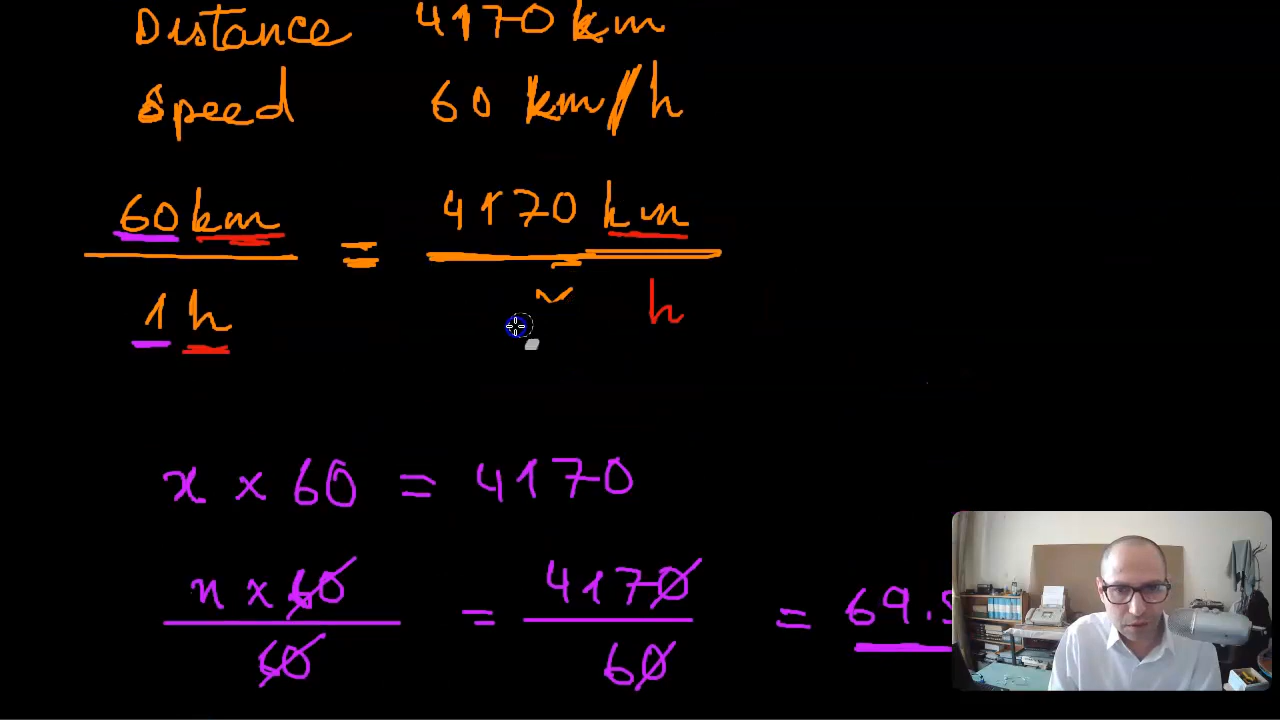 Distance 4170 km
Speed 60 km/h
60 km / 1 h = 4170 km / h
x × 60 = 4170
x × 60 / 60 = 4170 / 60 = 69.5